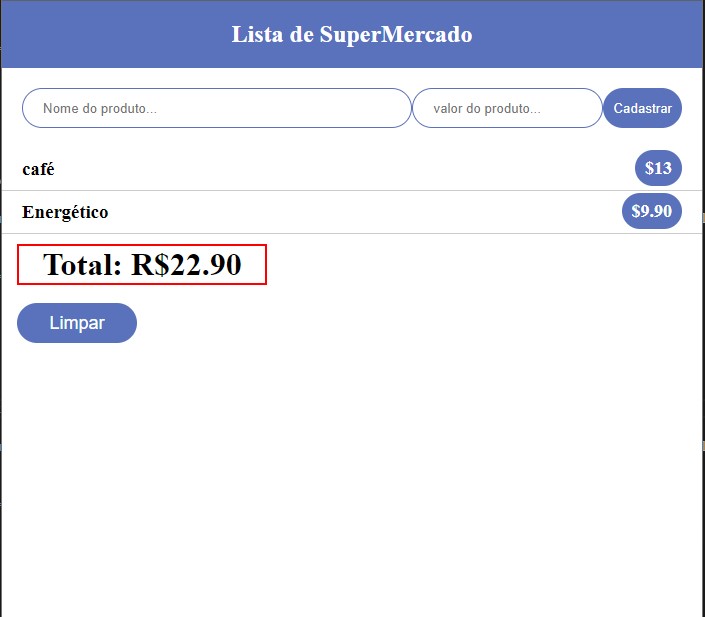 Lista de SuperMercado
Nome do produto... valor do produto... Cadastrar
café $13
Energético $9.90
Total: R$22.90
Limpar